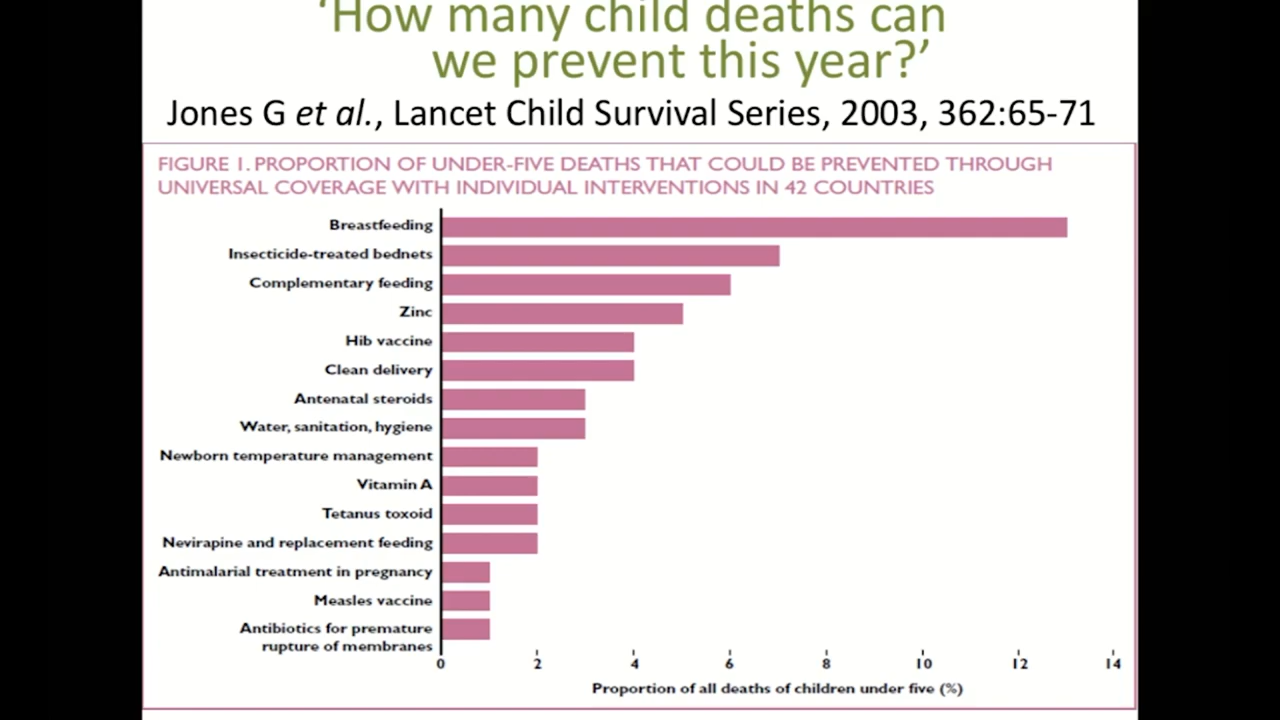 ‘How many child deaths can
we prevent this year?’
Jones G et al., Lancet Child Survival Series, 2003, 362:65-71
FIGURE 1. PROPORTION OF UNDER-FIVE DEATHS THAT COULD BE PREVENTED THROUGH
UNIVERSAL COVERAGE WITH INDIVIDUAL INTERVENTIONS IN 42 COUNTRIES
Breastfeeding
Insecticide-treated bednets
Complementary feeding
Zinc
Hib vaccine
Clean delivery
Antenatal steroids
Water, sanitation, hygiene
Newborn temperature management
Vitamin A
Tetanus toxoid
Nevirapine and replacement feeding
Antimalarial treatment in pregnancy
Measles vaccine
Antibiotics for premature
rupture of membranes
0 2 4 6 8 10 12 14
Proportion of all deaths of children under five (%)